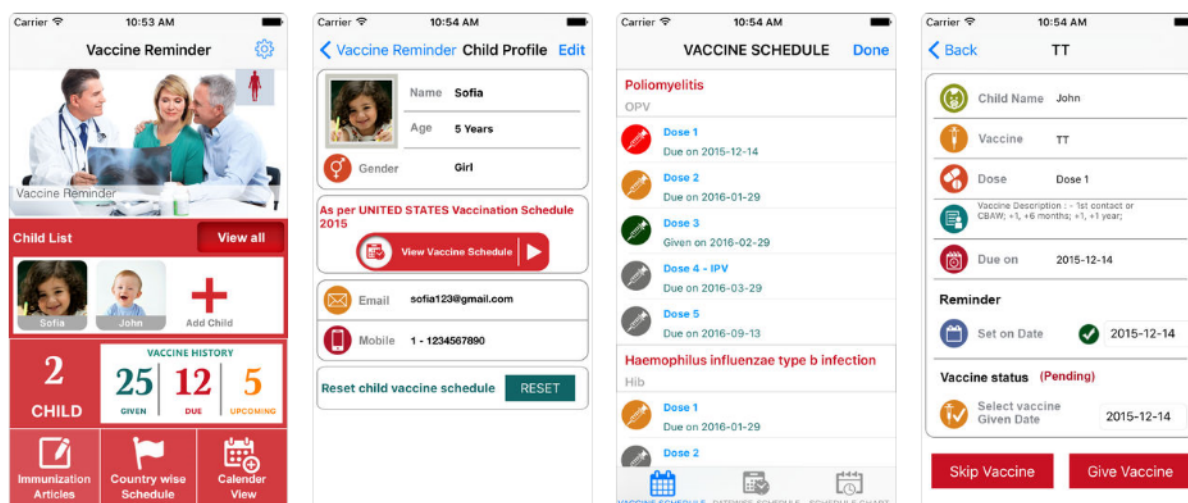 Carrier 10:53 AM
Vaccine Reminder
Vaccine Reminder
Child List View all
Sofia John Add Child
2 CHILD
VACCINE HISTORY
25 12 5
GIVEN DUE UPCOMING
Immunization Articles
Country wise Schedule
Calender View
Carrier 10:54 AM
Vaccine Reminder Child Profile Edit
Name Sofia
Age 5 Years
Gender Girl
As per UNITED STATES Vaccination Schedule
2015
View Vaccine Schedule
Email sofia123@gmail.com
Mobile 1 - 1234567890
Reset child vaccine schedule RESET
Carrier 10:54 AM
VACCINE SCHEDULE Done
Poliomyelitis
OPV
Dose 1
Due on 2015-12-14
Dose 2
Due on 2016-01-29
Dose 3
Given on 2016-02-29
Dose 4 - IPV
Due on 2016-03-29
Dose 5
Due on 2016-09-13
Haemophilus influenzae type b infection
Hib
Dose 1
Due on 2016-01-29
Dose 2
VACCINE SCHEDULE DATEWISE SCHEDULE SCHEDULE CHART
Carrier 10:54 AM
Back TT
Child Name John
Vaccine TT
Dose Dose 1
Vaccine Description : - 1st contact or
CBAW; +1, +6 months; +1, +1 year;
Due on 2015-12-14
Reminder
Set on Date 2015-12-14
Vaccine status (Pending)
Select vaccine
Given Date 2015-12-14
Skip Vaccine Give Vaccine